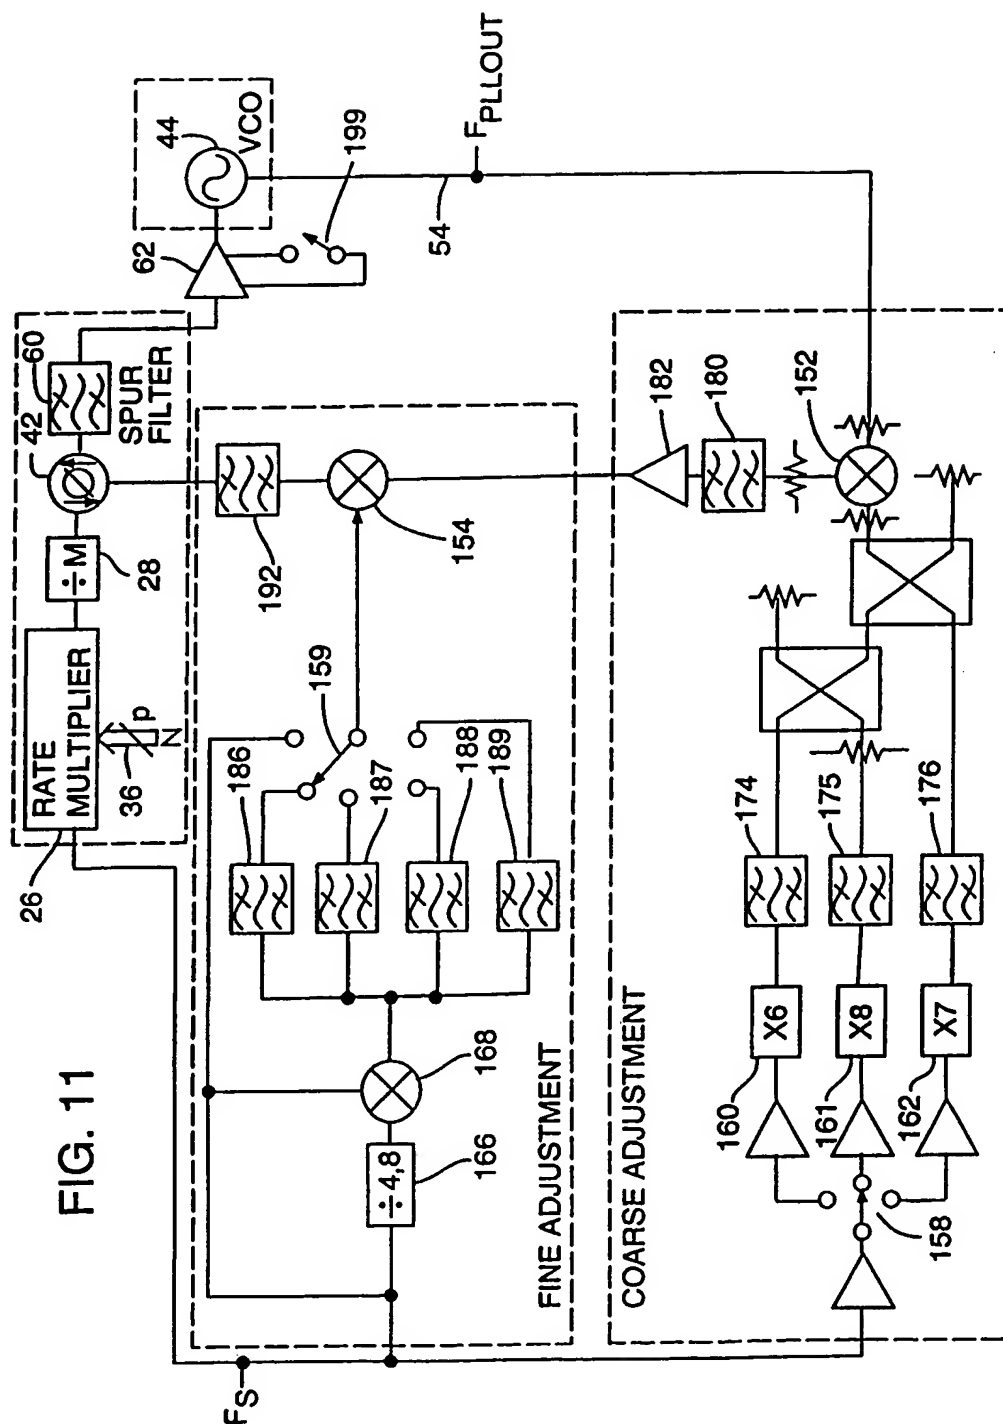 FIG. 11
F_S
26
RATE MULTIPLIER
36
p
N
÷M
28
42
60
SPUR FILTER
62
44
VCO
199
54
F_PLLOUT
FINE ADJUSTMENT
÷4,8
166
168
186
187
188
189
159
192
154
COARSE ADJUSTMENT
158
160
161
162
X6
X8
X7
174
175
176
182
180
152